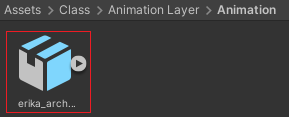 Assets > Class > Animation Layer > Animation
erika_arch...